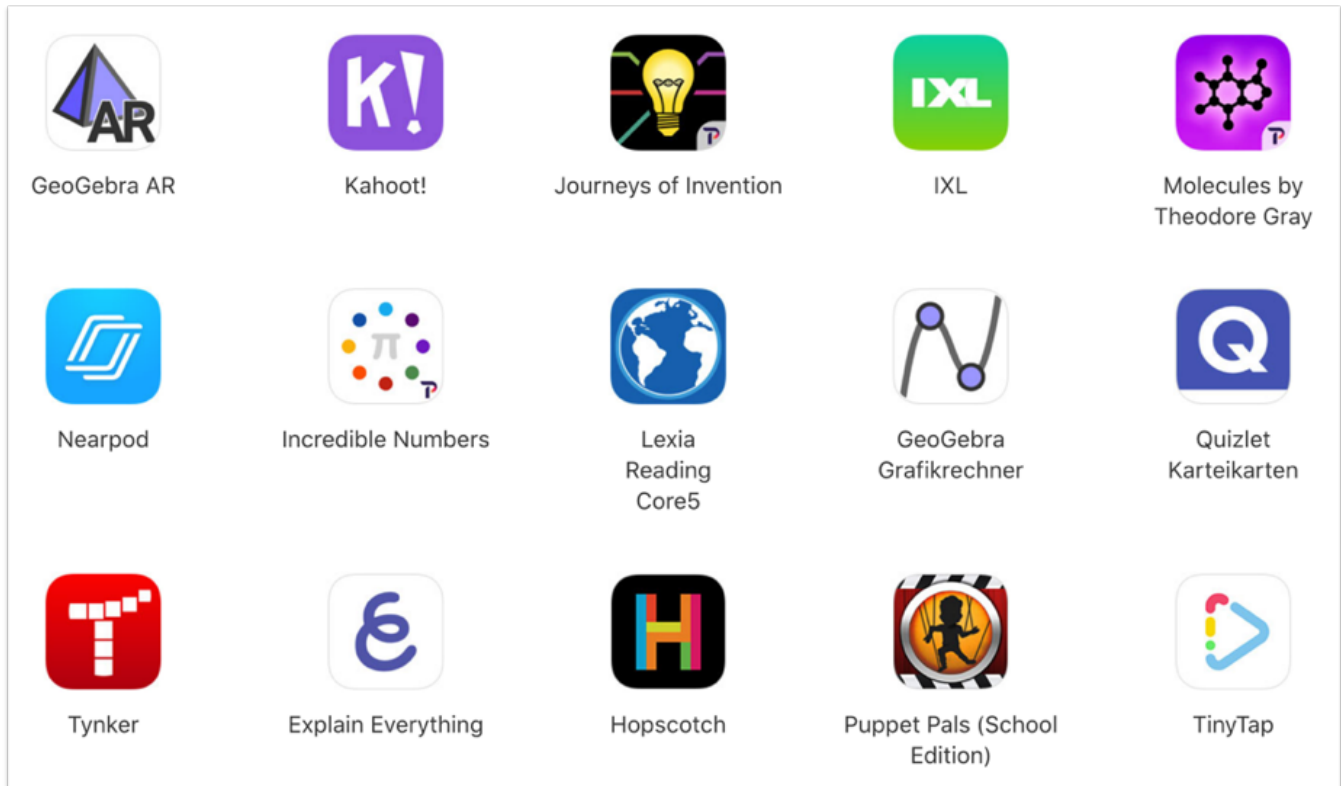 AR
K!
IXL
GeoGebra AR
Kahoot!
Journeys of Invention
IXL
Molecules by
Theodore Gray
π
Q
Nearpod
Incredible Numbers
Lexia
Reading
Core5
GeoGebra
Grafikrechner
Quizlet
Karteikarten
T
H
Tynker
Explain Everything
Hopscotch
Puppet Pals (School
Edition)
TinyTap